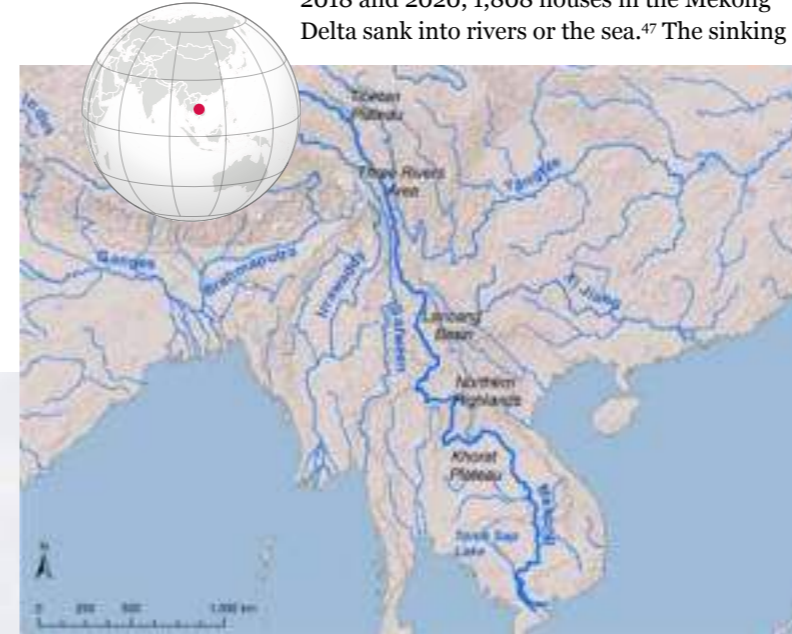 2018 and 2020, 1,808 houses in the Mekong
Delta sank into rivers or the sea.⁴⁷ The sinking
Indus
Tibetan
Plateau
Three Rivers
Area
Yangtze
Ganges
Brahmaputra
Irrawaddy
Salween
Xi Jiang
Lancang
Basin
Northern
Highlands
Khorat
Plateau
Mekong
Tonle Sap
Lake
N
0 250 500 1,000 km